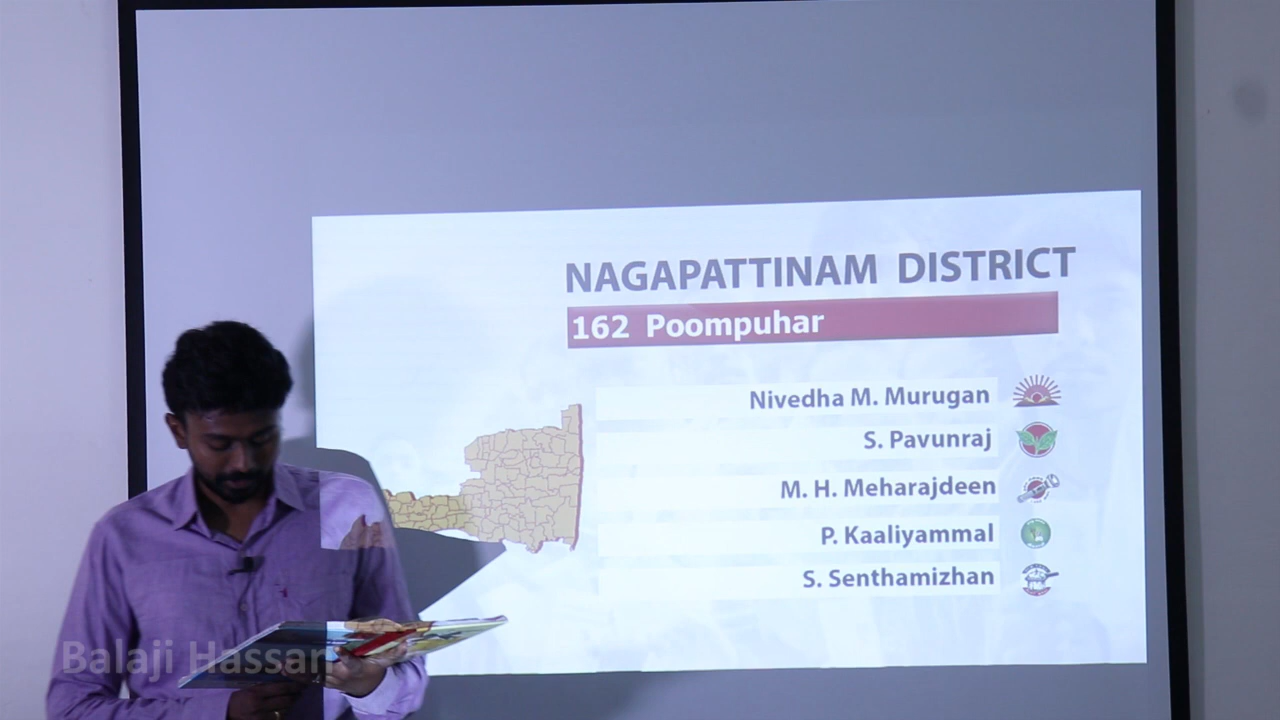 NAGAPATTINAM DISTRICT
162 Poompuhar
Nivedha M. Murugan
S. Pavunraj
M. H. Meharajdeen
P. Kaaliyammal
S. Senthamizhan
Balaji Hassan